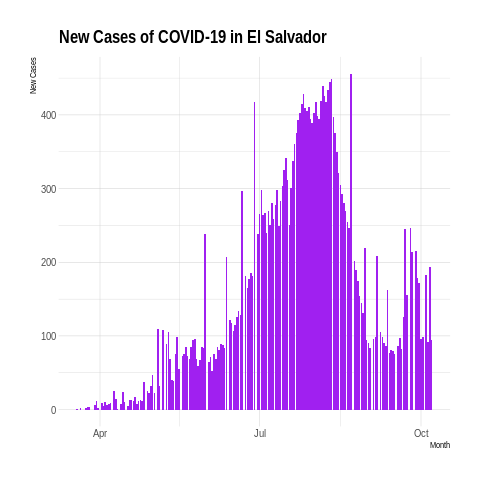 New Cases of COVID-19 in El Salvador
New Cases
400
300
200
100
0
Apr
Jul
Oct
Month